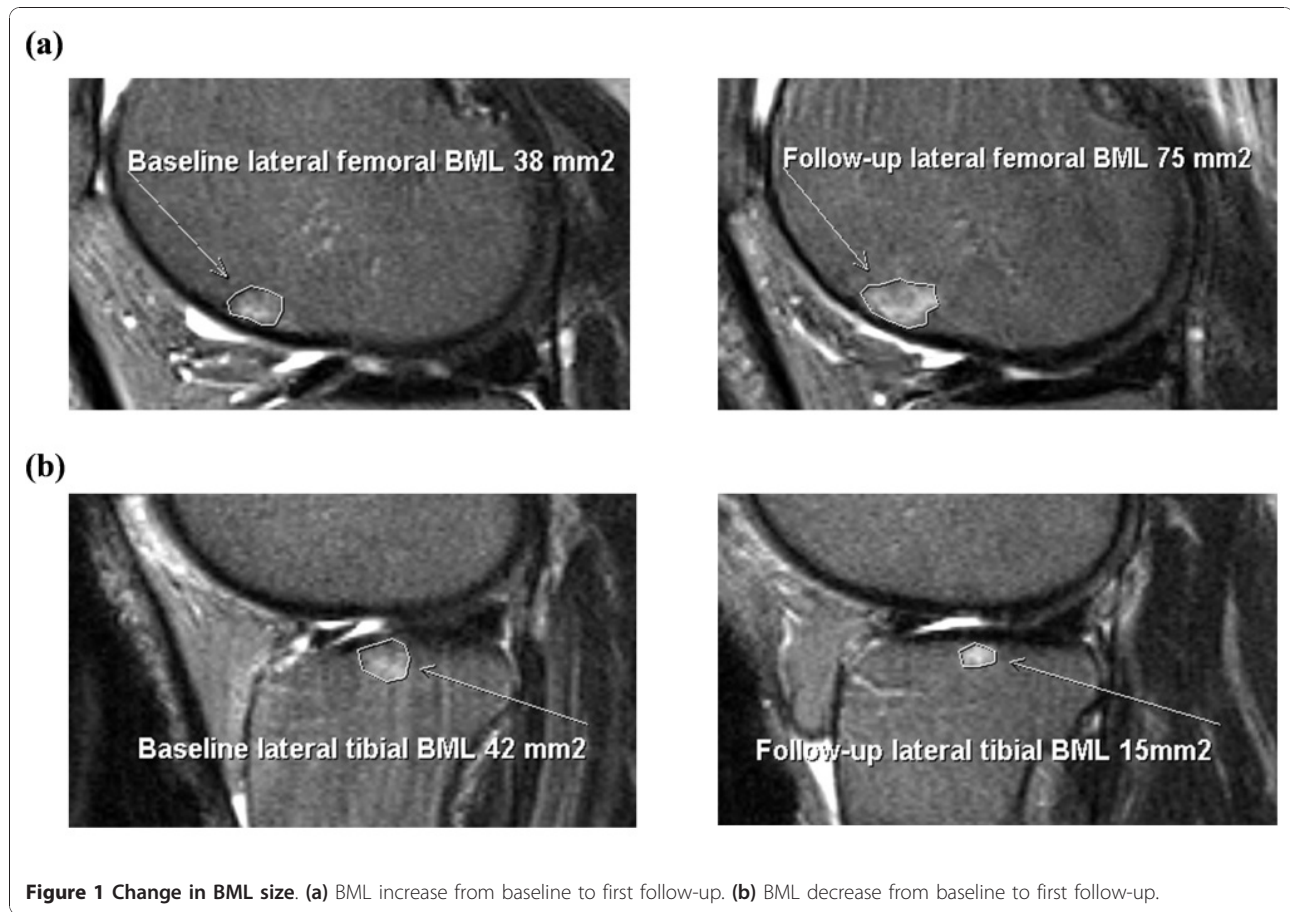 (a)
Baseline lateral femoral BML 38 mm2
Follow-up lateral femoral BML 75 mm2
(b)
Baseline lateral tibial BML 42 mm2
Follow-up lateral tibial BML 15mm2
Figure 1 Change in BML size. (a) BML increase from baseline to first follow-up. (b) BML decrease from baseline to first follow-up.